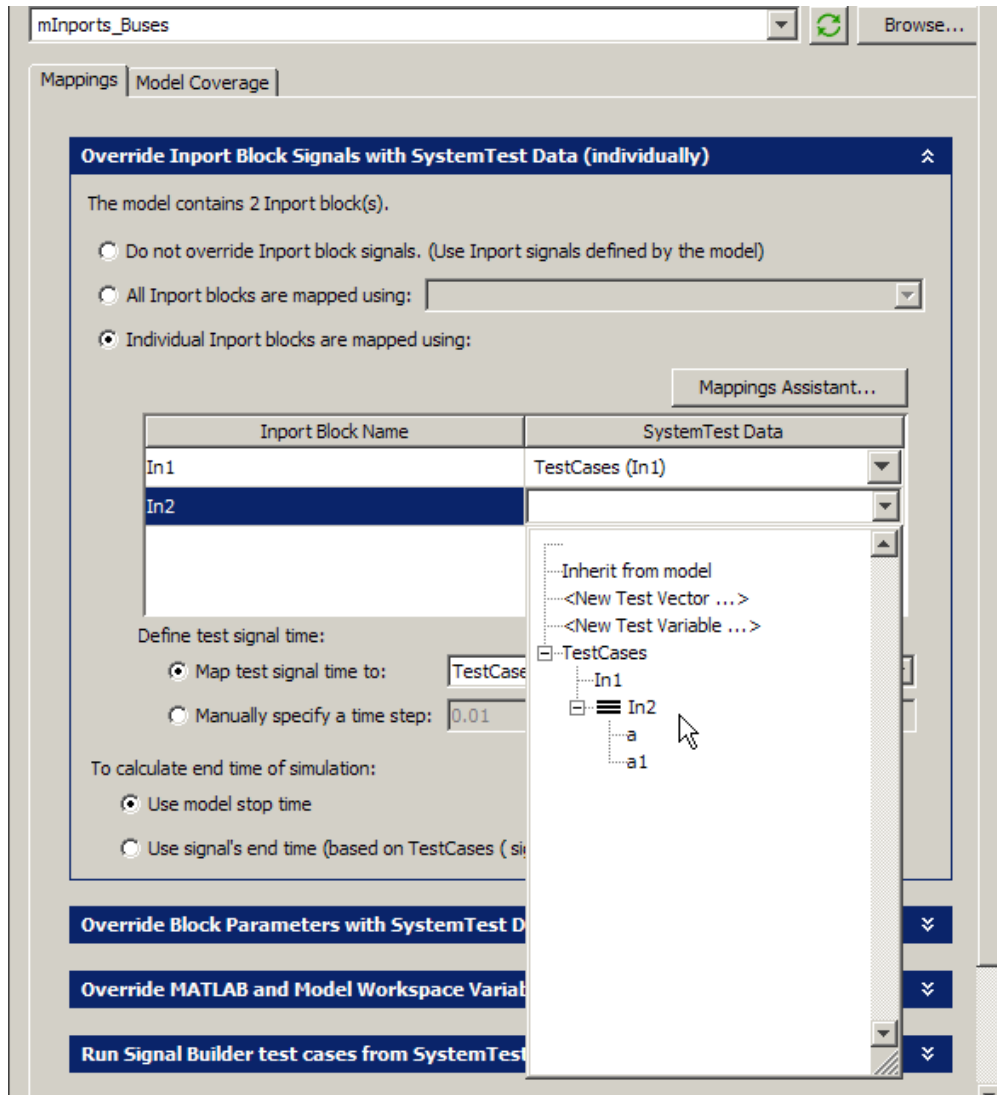 mInports_Buses Browse...
Mappings Model Coverage
Override Inport Block Signals with SystemTest Data (individually)
The model contains 2 Inport block(s).
Do not override Inport block signals. (Use Inport signals defined by the model)
All Inport blocks are mapped using:
Individual Inport blocks are mapped using:
Mappings Assistant...
Inport Block Name SystemTest Data
In1 TestCases (In1)
In2
Inherit from model
<New Test Vector ...>
<New Test Variable ...>
TestCases
In1
In2
a
a1
Define test signal time:
Map test signal time to: TestCase
Manually specify a time step: 0.01
To calculate end time of simulation:
Use model stop time
Use signal's end time (based on TestCases ( si
Override Block Parameters with SystemTest D
Override MATLAB and Model Workspace Variab
Run Signal Builder test cases from SystemTest